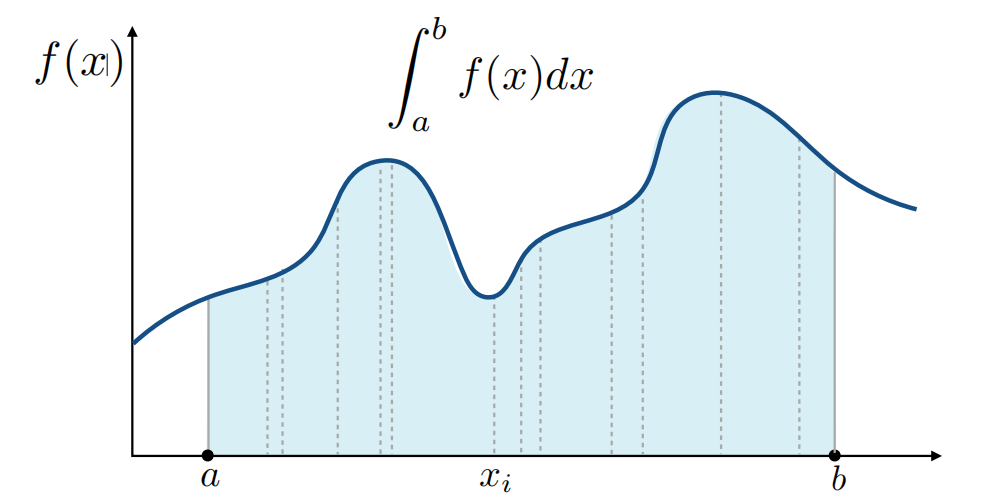 f(x)
∫_a^b f(x)dx
a x_i b